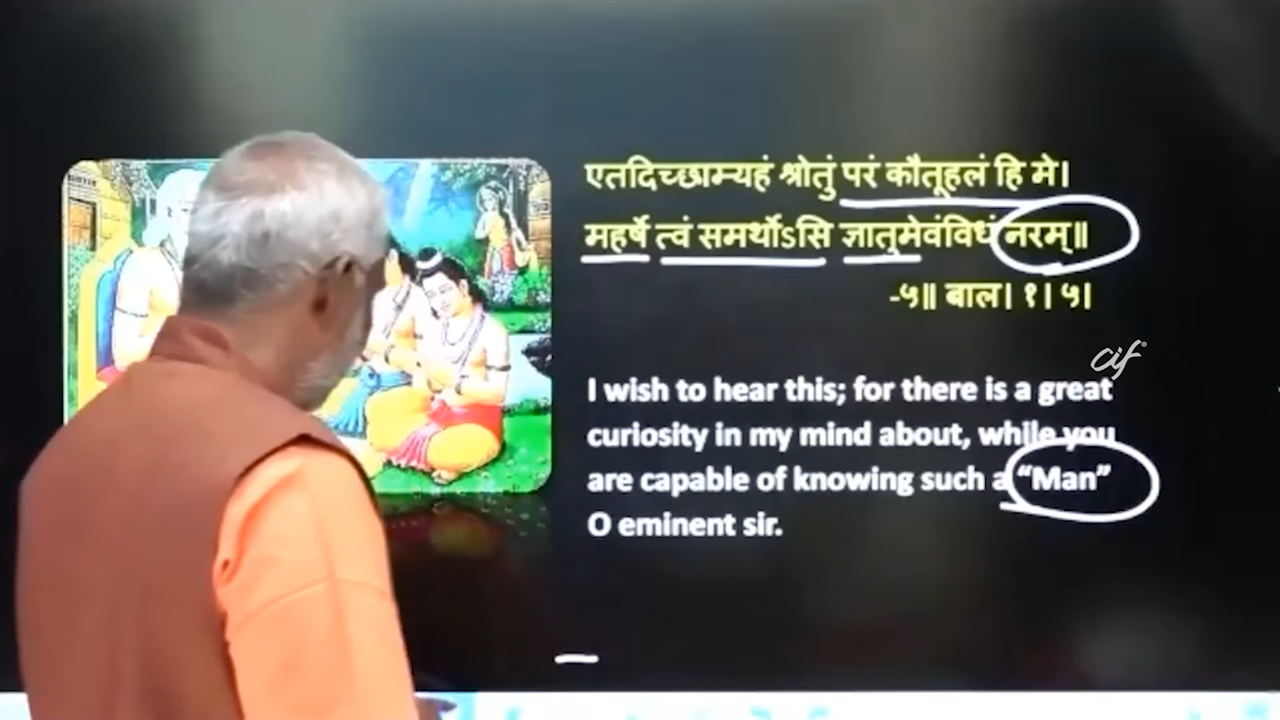 एतदिच्छाम्यहं श्रोतुं परं कौतूहलं हि मे।
महर्षे त्वं समर्थोऽसि ज्ञातुमेवंविधं नरम्॥
-५॥ बाल। १। ५।
cif
I wish to hear this; for there is a great
curiosity in my mind about, while you
are capable of knowing such a “Man”
O eminent sir.